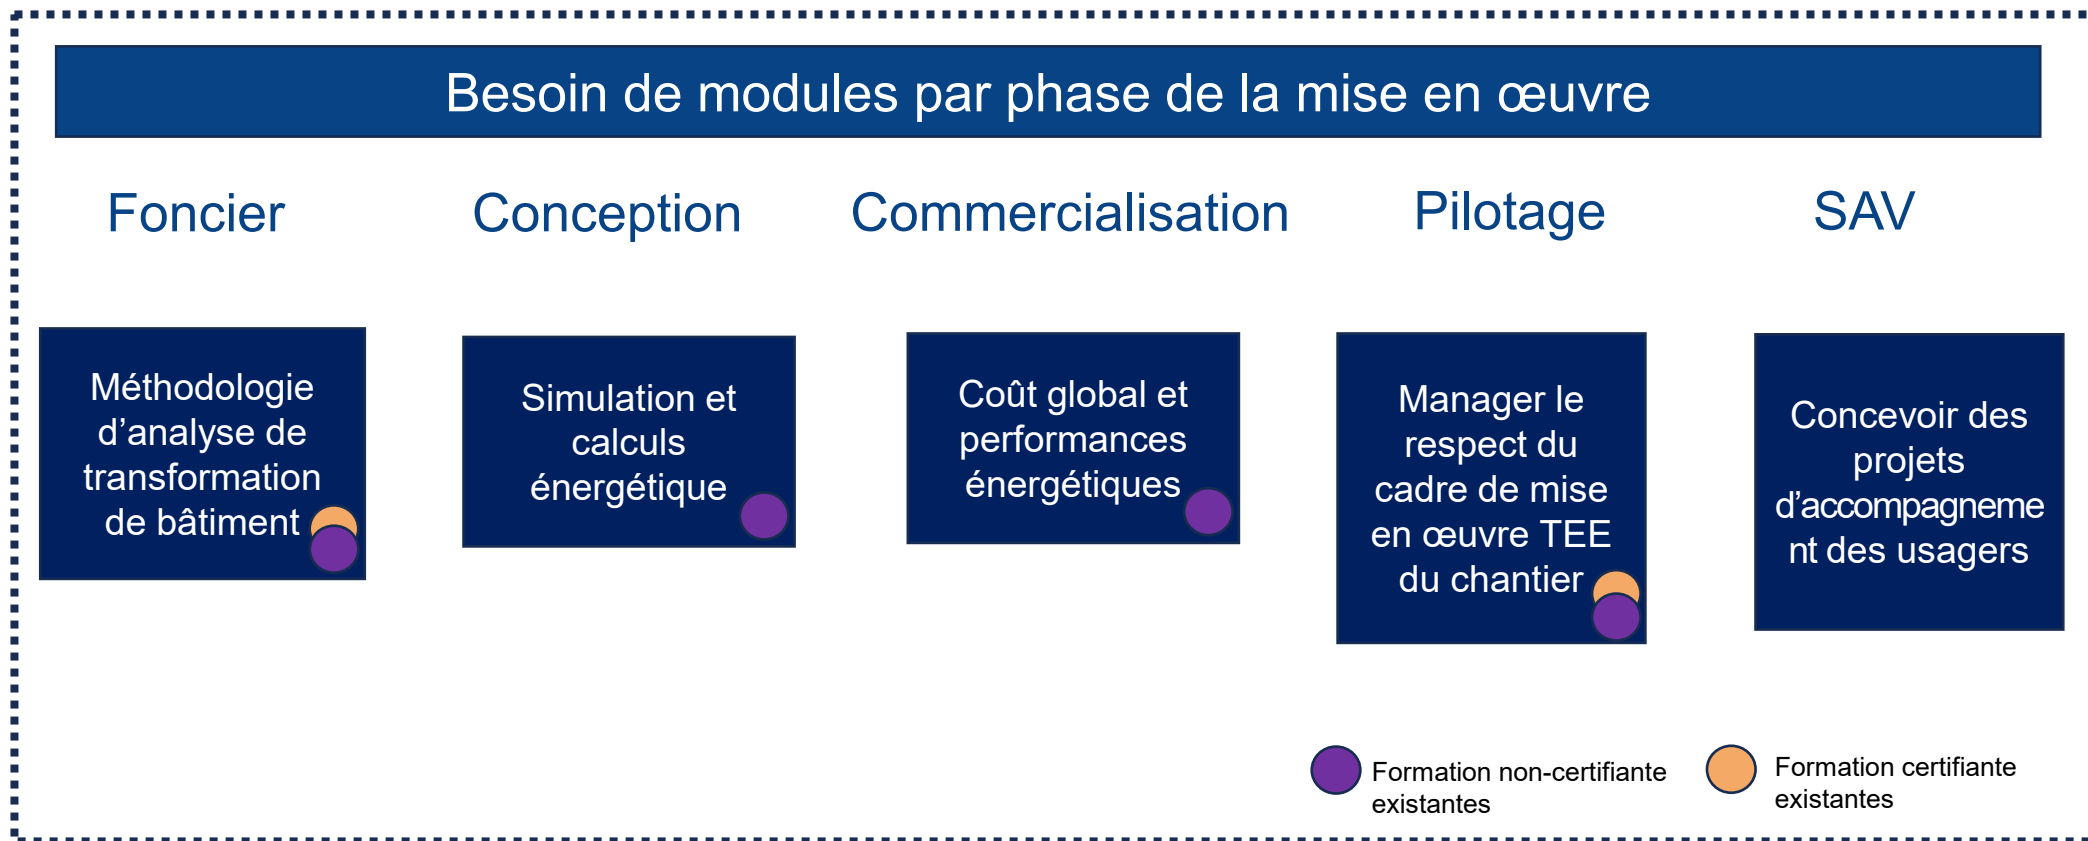 Besoin de modules par phase de la mise en œuvre
Foncier
Conception
Commercialisation
Pilotage
SAV
Méthodologie
d’analyse de
transformation
de bâtiment
Simulation et
calculs
énergétique
Coût global et
performances
énergétiques
Manager le
respect du
cadre de mise
en œuvre TEE
du chantier
Concevoir des
projets
d’accompagneme
nt des usagers
Formation non-certifiante
existantes
Formation certifiante
existantes